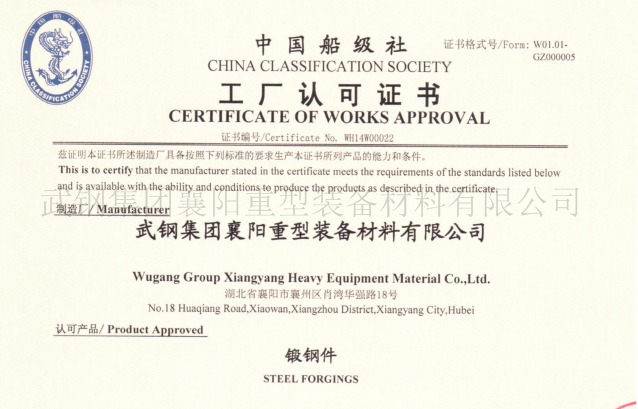 中国船级社
CHINA CLASSIFICATION SOCIETY
中国船级社
证书格式号/Form: W01.01-
GZ000005
CHINA CLASSIFICATION SOCIETY
工厂认可证书
CERTIFICATE OF WORKS APPROVAL
证书编号/Certificate No. WH14W00022
兹证明本证书所述制造厂具备按照下列标准的要求生产本证书所列产品的能力和条件。
This is to certify that the manufacturer stated in the certificate meets the requirements of the standards listed below
and is available with the ability and conditions to produce the products as described in the certificate.
武钢集团襄阳重型装备材料有限公司
制造厂/Manufacturer
武钢集团襄阳重型装备材料有限公司
Wugang Group Xiangyang Heavy Equipment Material Co.,Ltd.
湖北省襄阳市襄州区肖湾华强路18号
No.18 Huaqiang Road,Xiaowan,Xiangzhou District,Xiangyang City,Hubei
认可产品/ Product Approved
锻钢件
STEEL FORGINGS